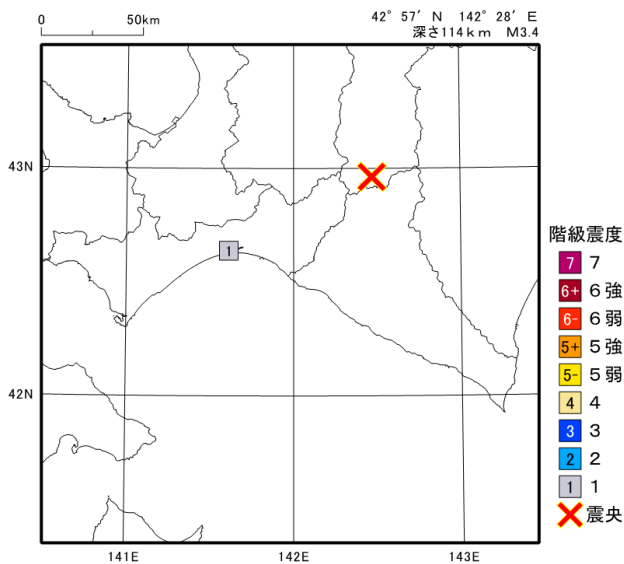 0 50km
42° 57′ N 142° 28′ E
深さ114km M3.4
43N
42N
1
141E 142E 143E
階級震度
7 7
6+ 6強
6- 6弱
5+ 5強
5- 5弱
4 4
3 3
2 2
1 1
震央